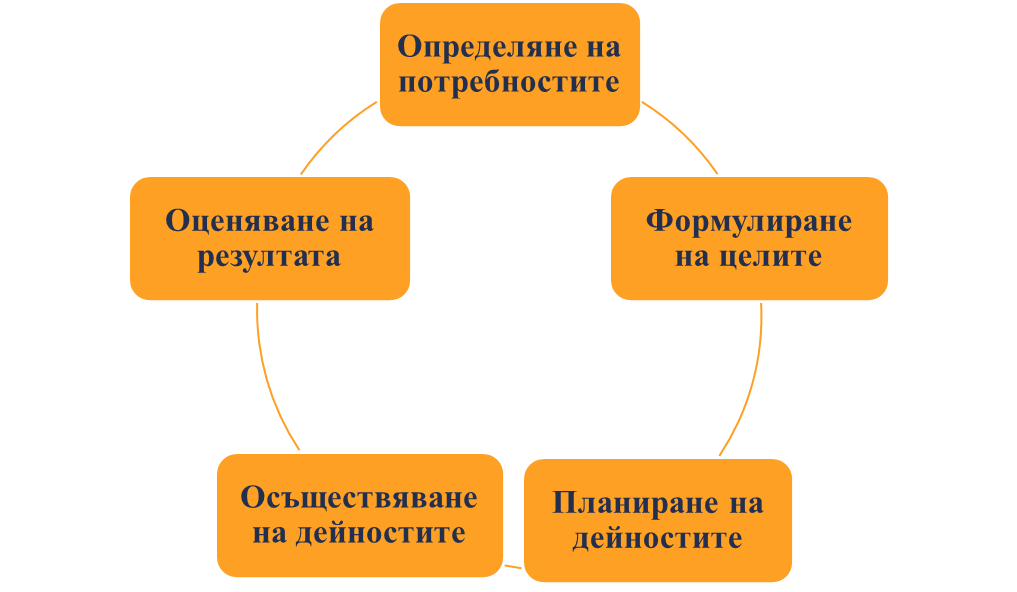 Определяне на
потребностите
Формулиране
на целите
Планиране на
дейностите
Осъществяване
на дейностите
Оценяване на
резултата